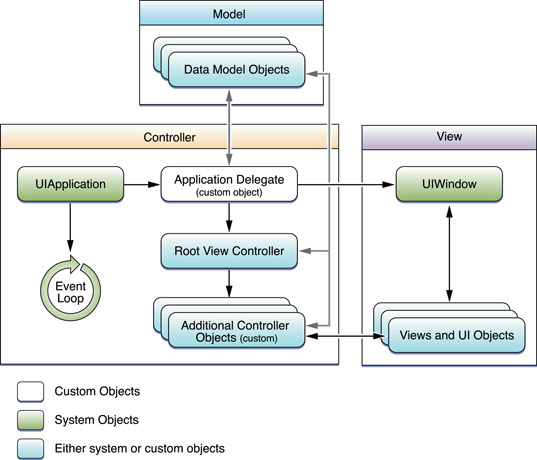 Model
Data Model Objects
Controller
View
UIApplication
Application Delegate
(custom object)
UIWindow
Root View Controller
Event
Loop
Additional Controller
Objects (custom)
Views and UI Objects
Custom Objects
System Objects
Either system or custom objects